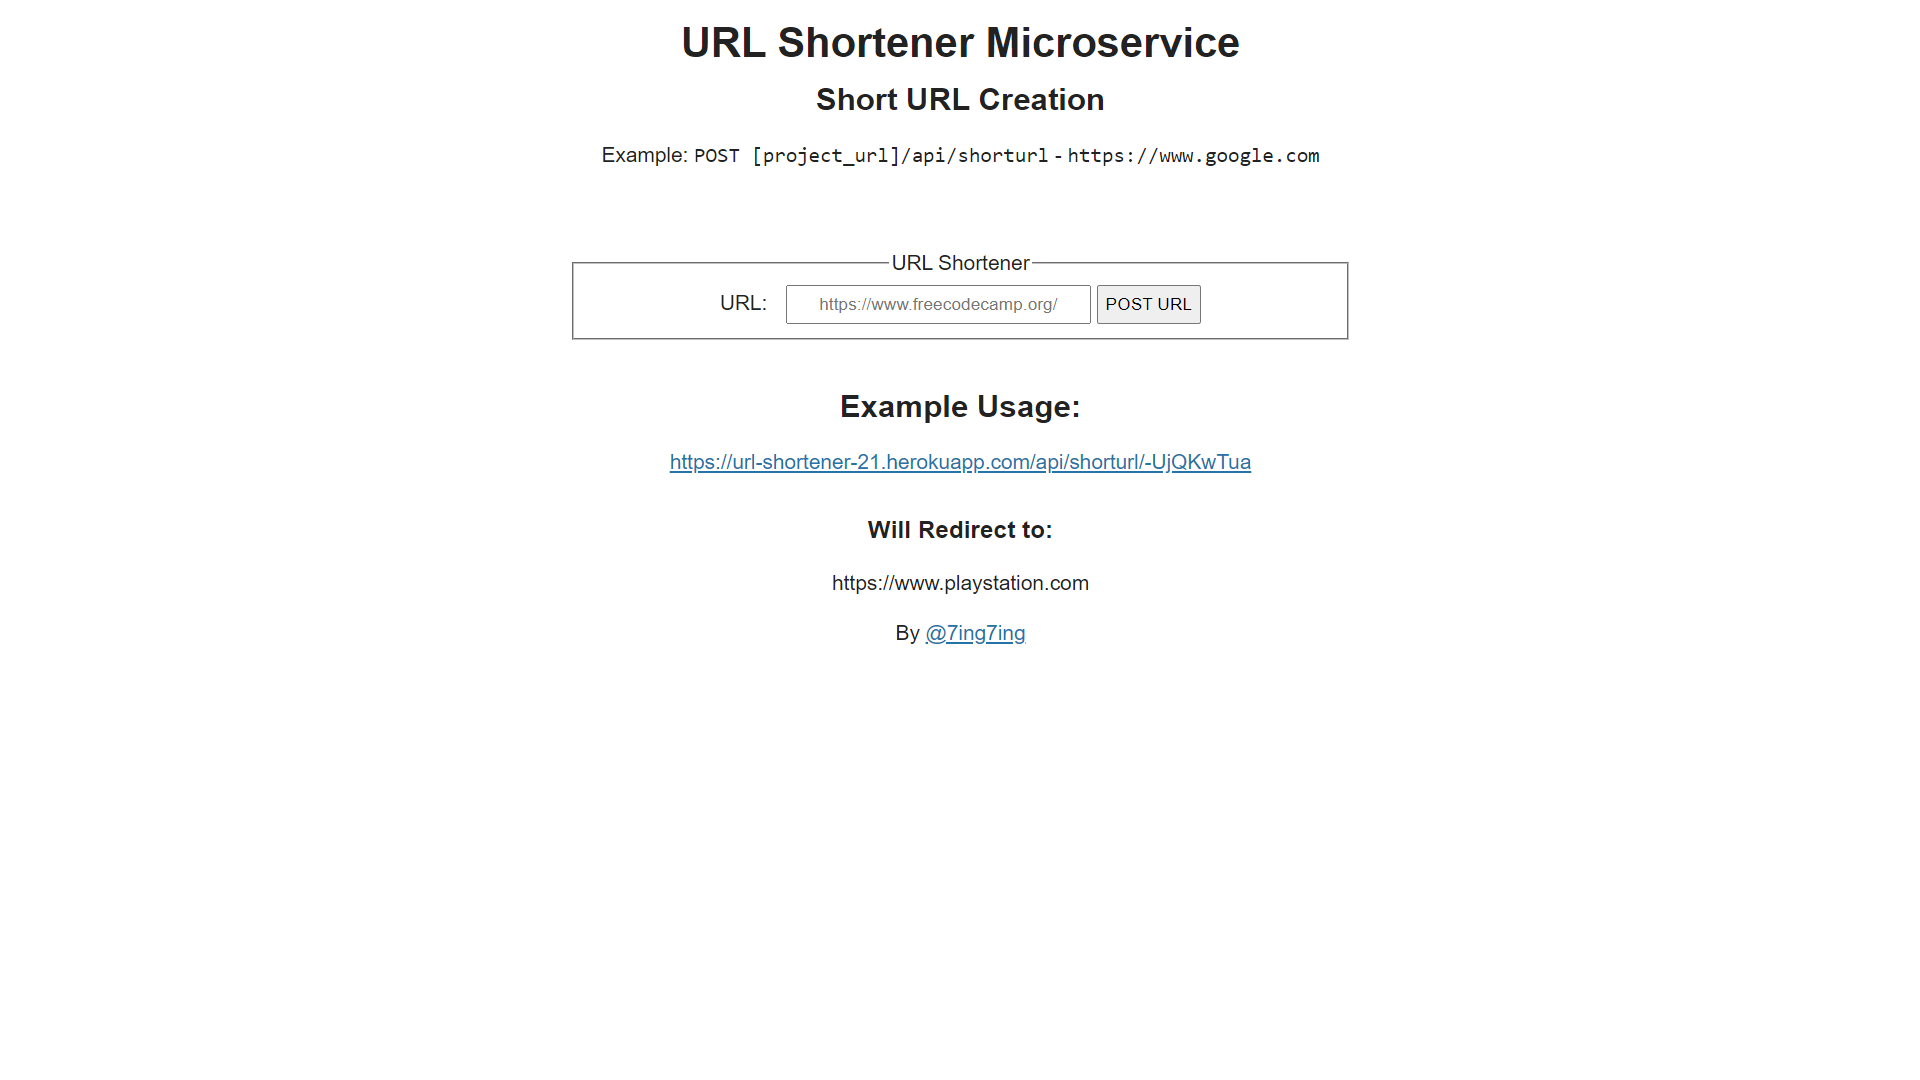 URL Shortener Microservice
Short URL Creation
Example: POST [project_url]/api/shorturl - https://www.google.com
URL Shortener
URL: https://www.freecodecamp.org/ POST URL
Example Usage:
https://url-shortener-21.herokuapp.com/api/shorturl/-UjQKwTua
Will Redirect to:
https://www.playstation.com
By @7ing7ing